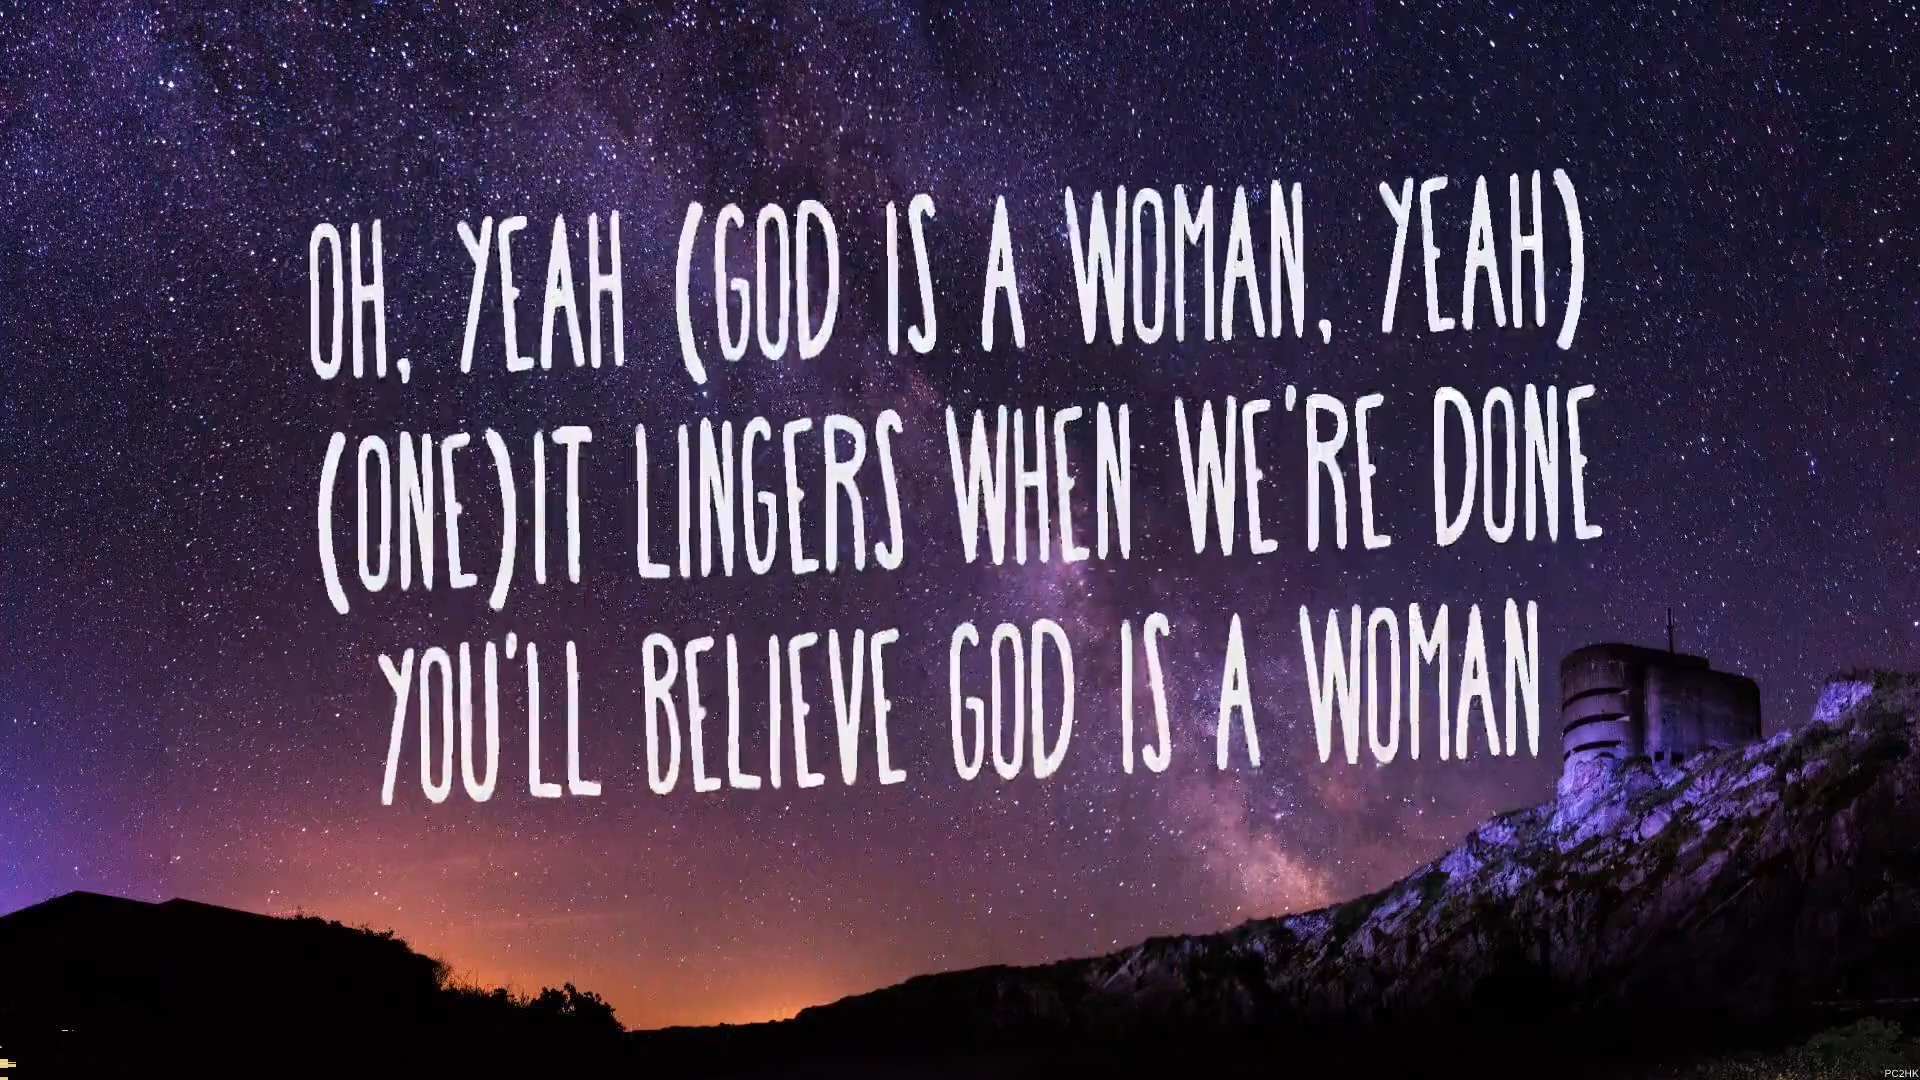 OH, YEAH (GOD IS A WOMAN, YEAH)
(ONE)IT LINGERS WHEN WE'RE DONE
YOU'LL BELIEVE GOD IS A WOMAN
PC2HK